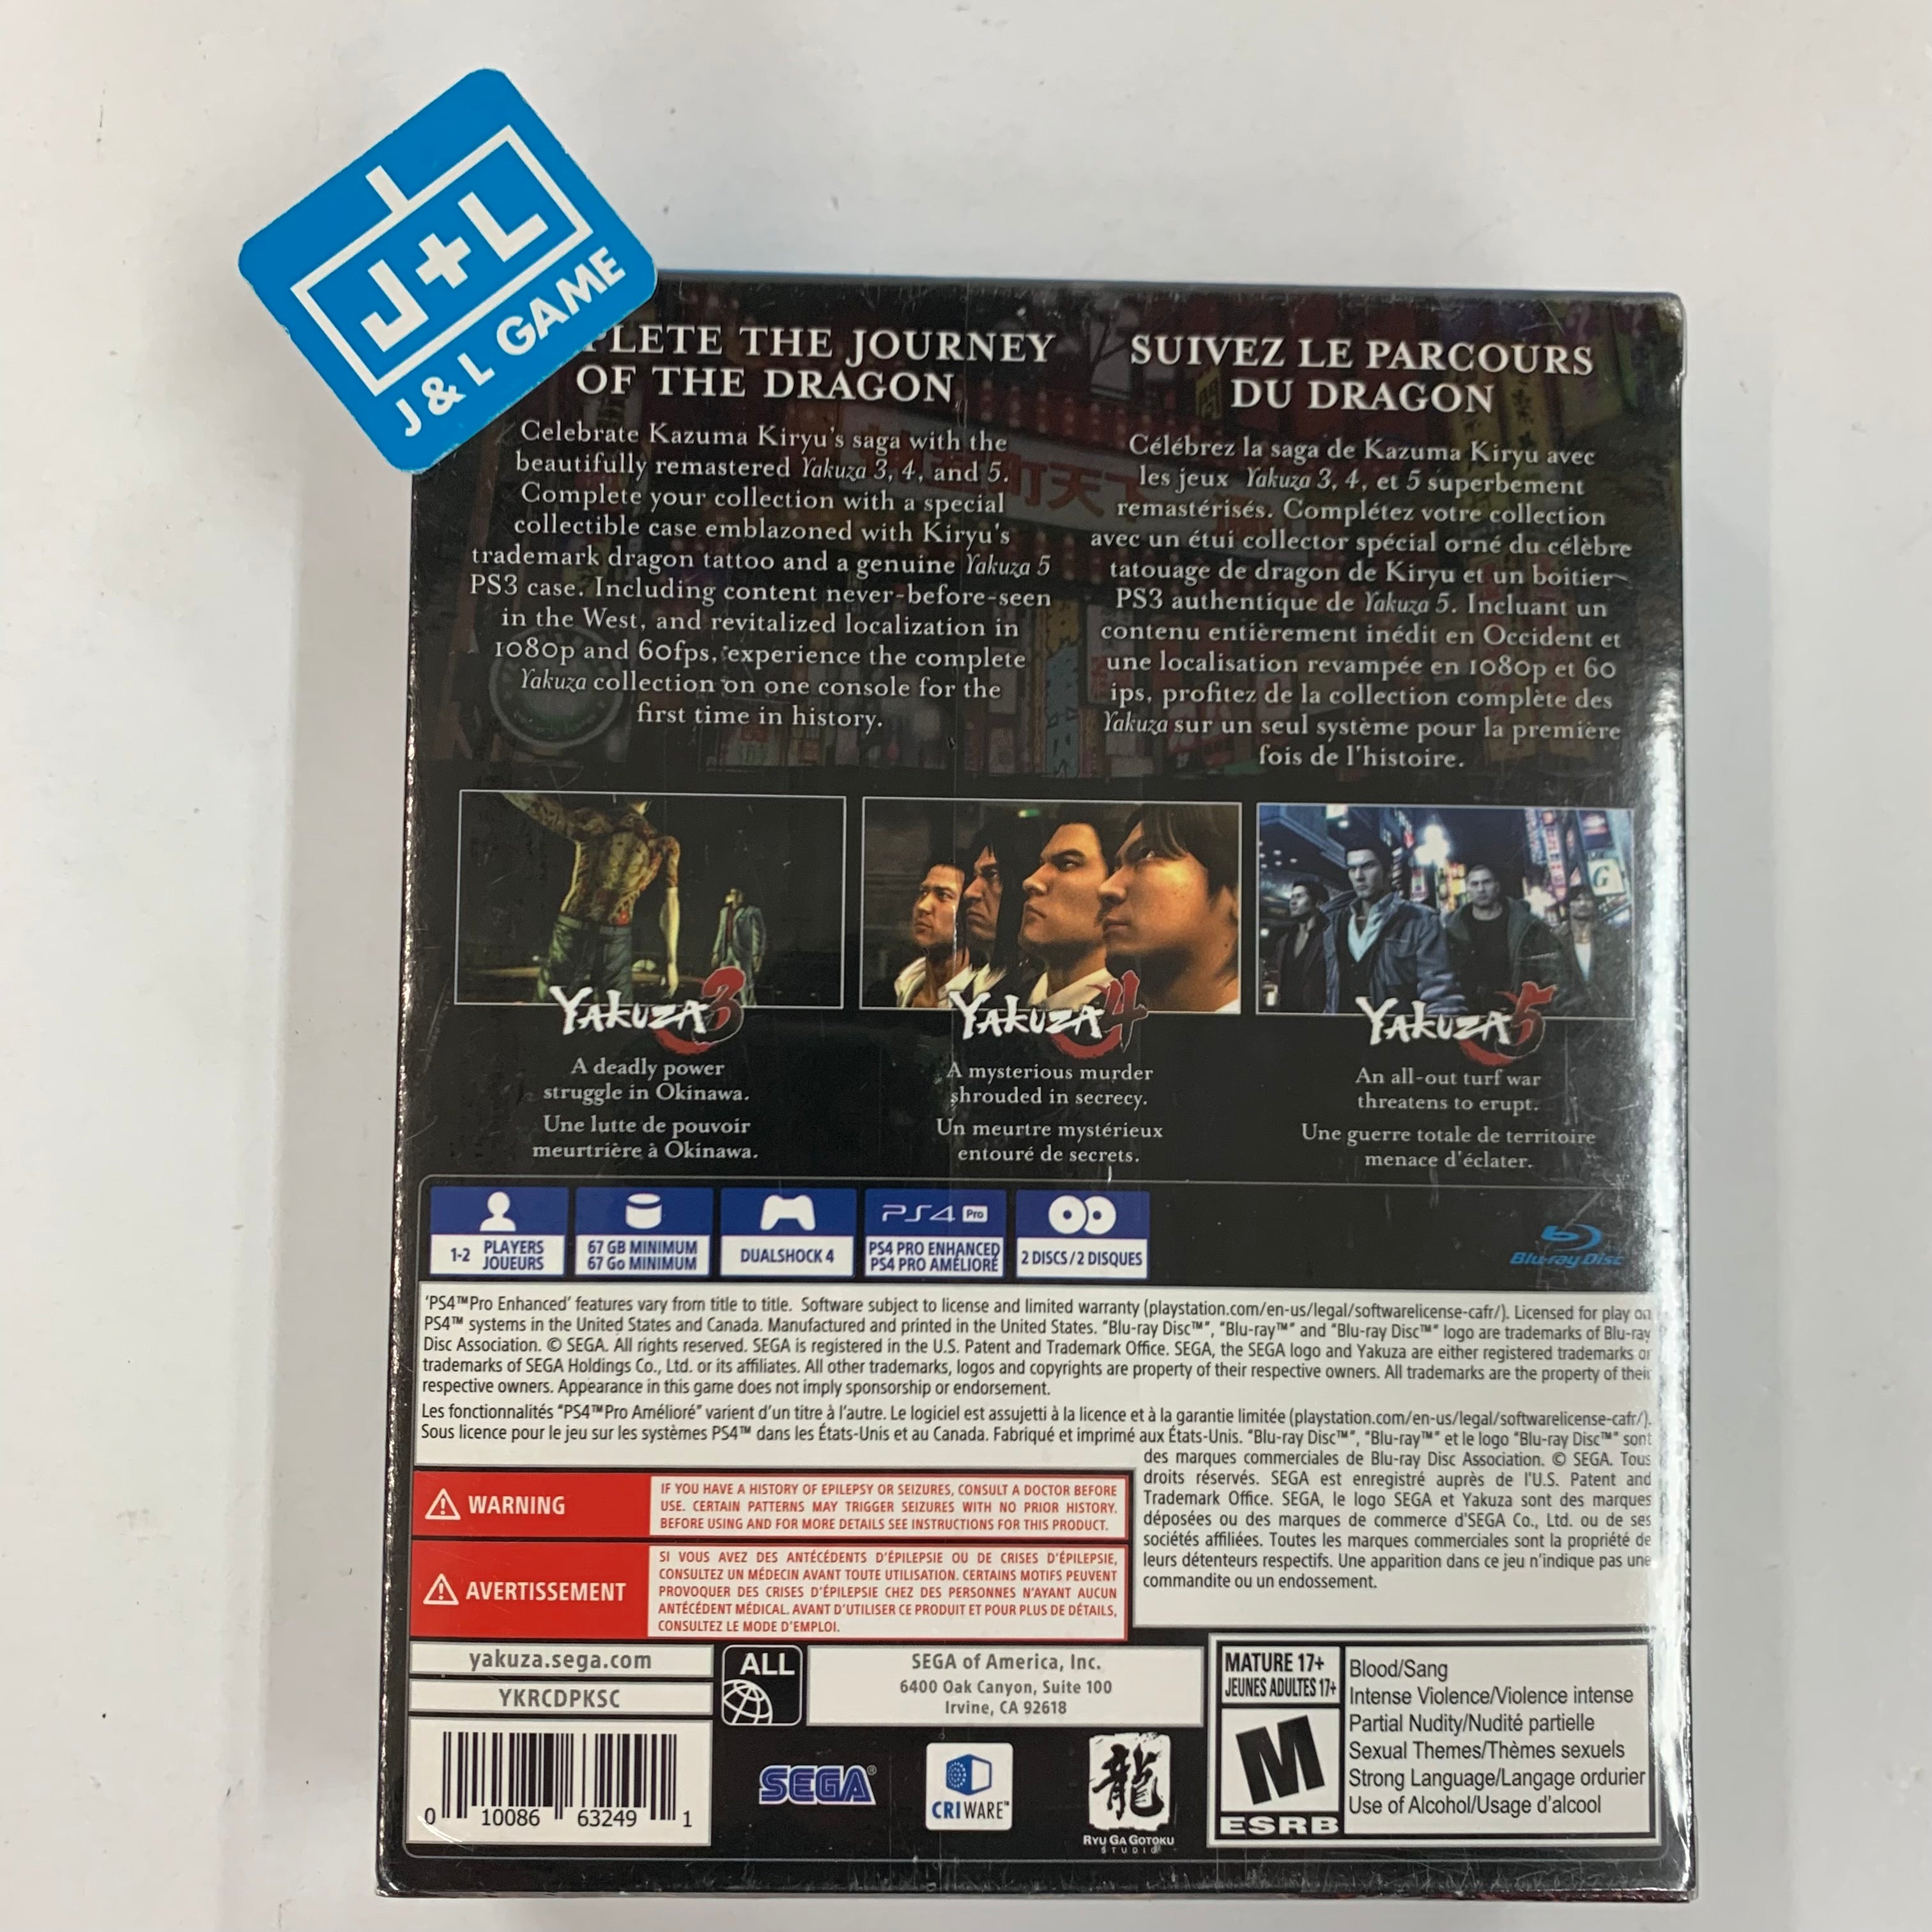 J+L
J & L GAME
PLETE THE JOURNEY
OF THE DRAGON
Celebrate Kazuma Kiryu's saga with the
beautifully remastered Yakuza 3, 4, and 5.
Complete your collection with a special
collectible case emblazoned with Kiryu's
trademark dragon tattoo and a genuine Yakuza 5
PS3 case. Including content never-before-seen
in the West, and revitalized localization in
1080p and 60fps, experience the complete
Yakuza collection on one console for the
first time in history.
SUIVEZ LE PARCOURS
DU DRAGON
Célébrez la saga de Kazuma Kiryu avec
les jeux Yakuza 3, 4, et 5 superbement
remastérisés. Complétez votre collection
avec un étui collector spécial orné du célèbre
tatouage de dragon de Kiryu et un boitier
PS3 authentique de Yakuza 5. Incluant un
contenu entièrement inédit en Occident et
une localisation revampée en 1080p et 60
ips, profitez de la collection complète des
Yakuza sur un seul système pour la première
fois de l'histoire.
YAKUZA 3
A deadly power
struggle in Okinawa.
Une lutte de pouvoir
meurtrière à Okinawa.
YAKUZA 4
A mysterious murder
shrouded in secrecy.
Un meurtre mystérieux
entouré de secrets.
G
YAKUZA 5
An all-out turf war
threatens to erupt.
Une guerre totale de territoire
menace d'éclater.
1-2 PLAYERS
JOUEURS
67 GB MINIMUM
67 Go MINIMUM
DUALSHOCK 4
PS4 Pro
PS4 PRO ENHANCED
PS4 PRO AMÉLIORÉ
2 DISCS/2 DISQUES
Blu-ray Disc
'PS4™Pro Enhanced' features vary from title to title. Software subject to license and limited warranty (playstation.com/en-us/legal/softwarelicense-cafr/). Licensed for play on
PS4™ systems in the United States and Canada. Manufactured and printed in the United States. "Blu-ray Disc™", "Blu-ray™" and "Blu-ray Disc™" logo are trademarks of Blu-ray
Disc Association. © SEGA. All rights reserved. SEGA is registered in the U.S. Patent and Trademark Office. SEGA, the SEGA logo and Yakuza are either registered trademarks or
trademarks of SEGA Holdings Co., Ltd. or its affiliates. All other trademarks, logos and copyrights are property of their respective owners. All trademarks are the property of their
respective owners. Appearance in this game does not imply sponsorship or endorsement.
Les fonctionnalités "PS4™Pro Amélioré" varient d'un titre à l'autre. Le logiciel est assujetti à la licence et à la garantie limitée (playstation.com/en-us/legal/softwarelicense-cafr/).
Sous licence pour le jeu sur les systèmes PS4™ dans les États-Unis et au Canada. Fabriqué et imprimé aux États-Unis. "Blu-ray Disc™", "Blu-ray™" et le logo "Blu-ray Disc™" sont
des marques commerciales de Blu-ray Disc Association. © SEGA. Tous
droits réservés. SEGA est enregistré auprès de l'U.S. Patent and
Trademark Office. SEGA, le logo SEGA et Yakuza sont des marques
déposées ou des marques de commerce d'SEGA Co., Ltd. ou de ses
sociétés affiliées. Toutes les marques commerciales sont la propriété de
leurs détenteurs respectifs. Une apparition dans ce jeu n'indique pas une
commandite ou un endossement.
WARNING
IF YOU HAVE A HISTORY OF EPILEPSY OR SEIZURES, CONSULT A DOCTOR BEFORE
USE. CERTAIN PATTERNS MAY TRIGGER SEIZURES WITH NO PRIOR HISTORY.
BEFORE USING AND FOR MORE DETAILS SEE INSTRUCTIONS FOR THIS PRODUCT.
AVERTISSEMENT
SI VOUS AVEZ DES ANTÉCÉDENTS D'ÉPILEPSIE OU DE CRISES D'ÉPILEPSIE,
CONSULTEZ UN MÉDECIN AVANT TOUTE UTILISATION. CERTAINS MOTIFS PEUVENT
PROVOQUER DES CRISES D'ÉPILEPSIE CHEZ DES PERSONNES N'AYANT AUCUN
ANTÉCÉDENT MÉDICAL. AVANT D'UTILISER CE PRODUIT ET POUR PLUS DE DÉTAILS,
CONSULTEZ LE MODE D'EMPLOI.
yakuza.sega.com
YKRCDPKSC
ALL
SEGA of America, Inc.
6400 Oak Canyon, Suite 100
Irvine, CA 92618
0 10086 63249 1
SEGA®
CRIWARE™
龍
RYU GA GOTOKU
STUDIO
MATURE 17+
JEUNES ADULTES 17+
M
ESRB
Blood/Sang
Intense Violence/Violence intense
Partial Nudity/Nudité partielle
Sexual Themes/Thèmes sexuels
Strong Language/Langage ordurier
Use of Alcohol/Usage d'alcool